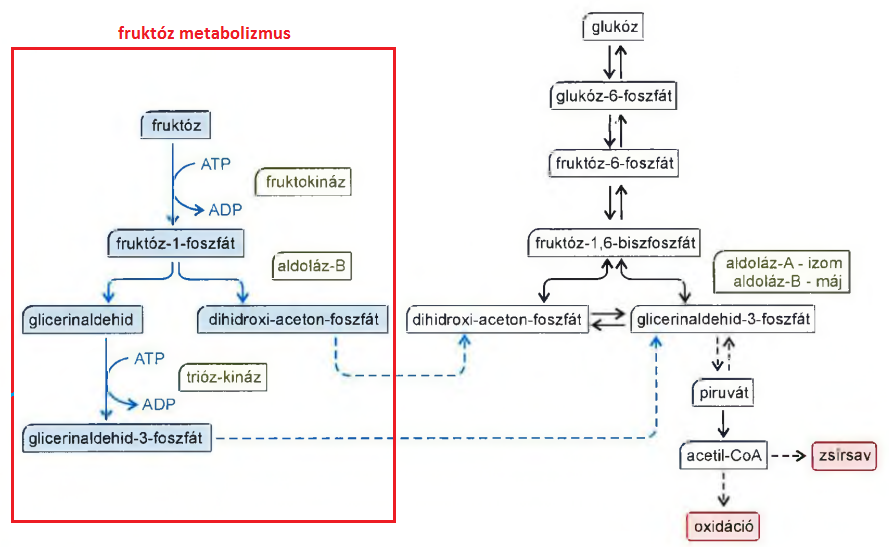 fruktóz metabolizmus
fruktóz
ATP
fruktokináz
ADP
fruktóz-1-foszfát
aldoláz-B
glicerinaldehid
dihidroxi-aceton-foszfát
ATP
trióz-kináz
ADP
glicerinaldehid-3-foszfát
glukóz
glukóz-6-foszfát
fruktóz-6-foszfát
fruktóz-1,6-biszfoszfát
aldoláz-A - izom
aldoláz-B - máj
dihidroxi-aceton-foszfát
glicerinaldehid-3-foszfát
piruvát
acetil-CoA
zsírsav
oxidáció